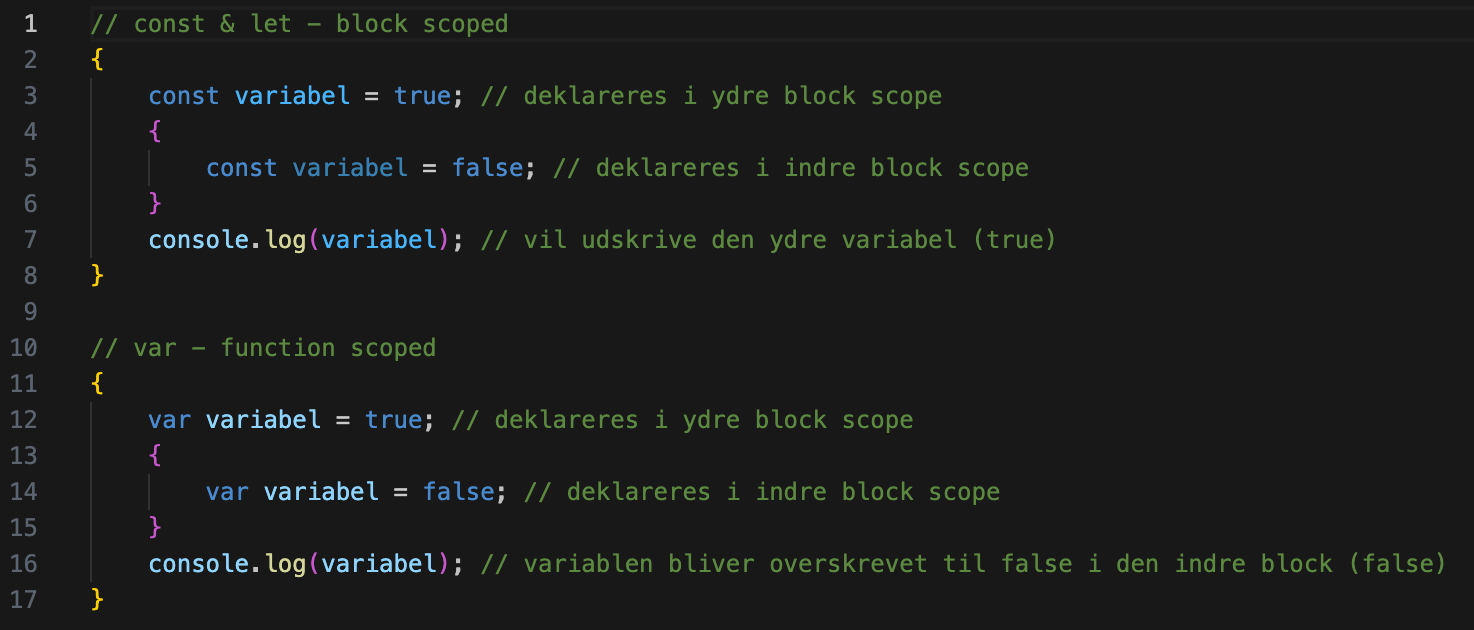 1 // const & let - block scoped
2 {
3     const variabel = true; // deklareres i ydre block scope
4     {
5         const variabel = false; // deklareres i indre block scope
6     }
7     console.log(variabel); // vil udskrive den ydre variabel (true)
8 }
9
10 // var - function scoped
11 {
12     var variabel = true; // deklareres i ydre block scope
13     {
14         var variabel = false; // deklareres i indre block scope
15     }
16     console.log(variabel); // variablen bliver overskrevet til false i den indre block (false)
17 }